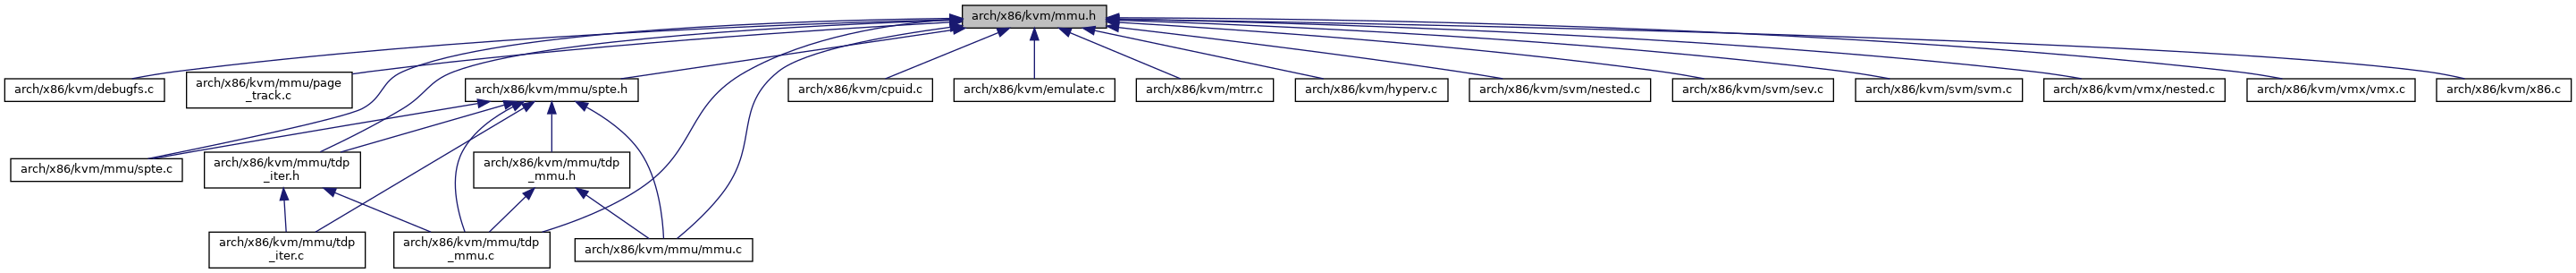 arch/x86/kvm/mmu.h
arch/x86/kvm/debugfs.c
arch/x86/kvm/mmu/page
_track.c
arch/x86/kvm/mmu/spte.h
arch/x86/kvm/cpuid.c
arch/x86/kvm/emulate.c
arch/x86/kvm/mtrr.c
arch/x86/kvm/hyperv.c
arch/x86/kvm/svm/nested.c
arch/x86/kvm/svm/sev.c
arch/x86/kvm/svm/svm.c
arch/x86/kvm/vmx/nested.c
arch/x86/kvm/vmx/vmx.c
arch/x86/kvm/x86.c
arch/x86/kvm/mmu/spte.c
arch/x86/kvm/mmu/tdp
_iter.h
arch/x86/kvm/mmu/tdp
_mmu.h
arch/x86/kvm/mmu/tdp
_iter.c
arch/x86/kvm/mmu/tdp
_mmu.c
arch/x86/kvm/mmu/mmu.c